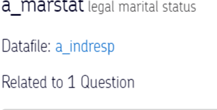 a_marstat legal marital status
Datafile: a_indresp
Related to 1 Question